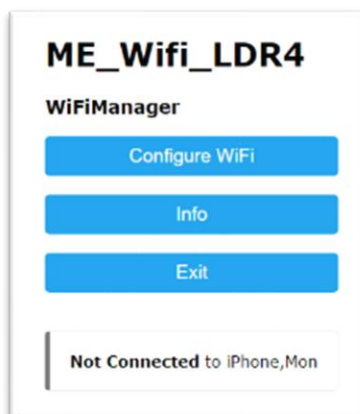 ME_Wifi_LDR4
WiFiManager
Configure WiFi
Info
Exit
Not Connected to iPhone,Mon